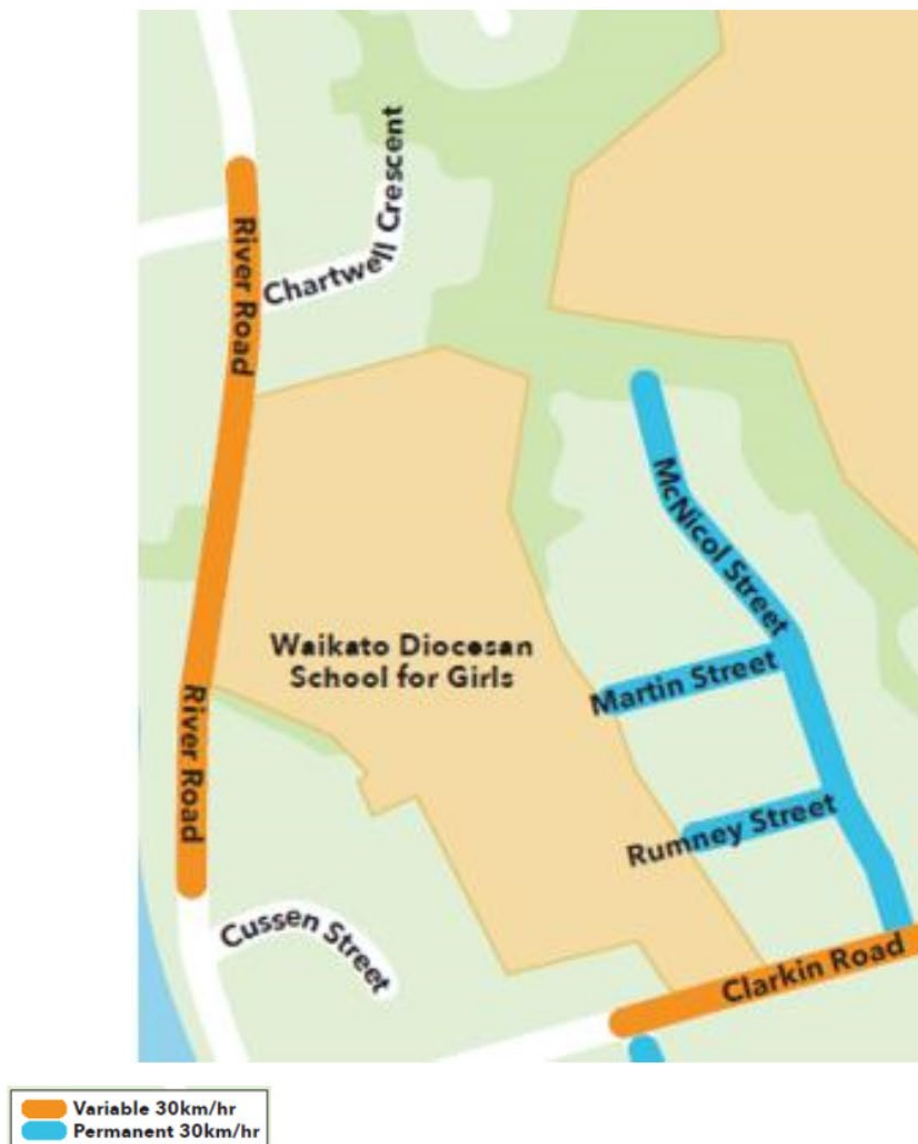 Chartwell Crescent
River Road
McNicol Street
Waikato Diocesan
School for Girls
Martin Street
River Road
Rumney Street
Cussen Street
Clarkin Road
Variable 30km/hr
Permanent 30km/hr